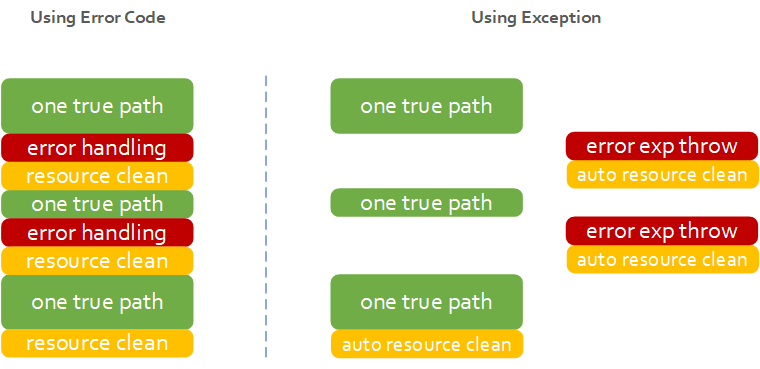 Using Error Code
Using Exception
one true path
error handling
resource clean
one true path
error handling
resource clean
one true path
resource clean
one true path
error exp throw
auto resource clean
one true path
error exp throw
auto resource clean
one true path
auto resource clean